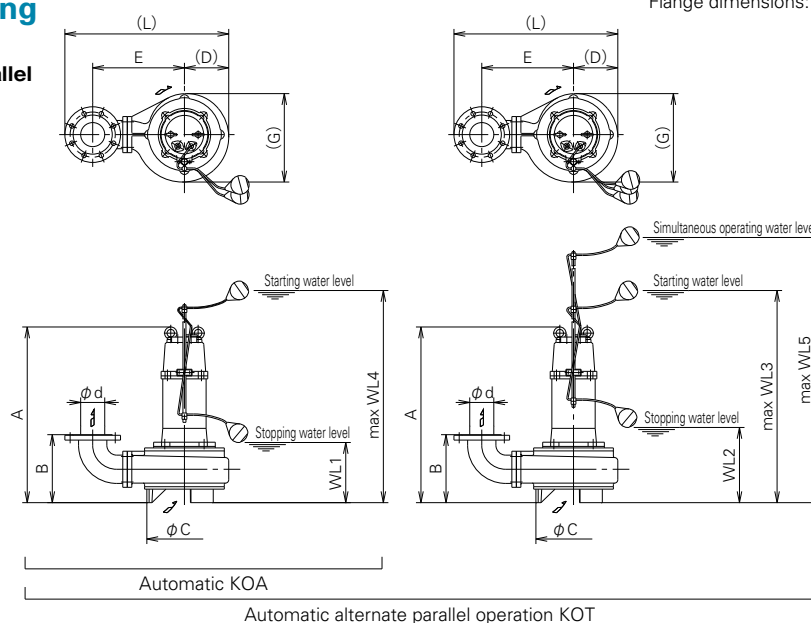 ng
Flange dimensions:
allel
(L)
E
(D)
(G)
(L)
E
(D)
(G)
Simultaneous operating water leve
Starting water level
Starting water level
A
B
φd
Stopping water level
WL1
max WL4
φC
A
B
φd
Stopping water level
WL2
max WL3
max WL5
φC
Automatic KOA
Automatic alternate parallel operation KOT